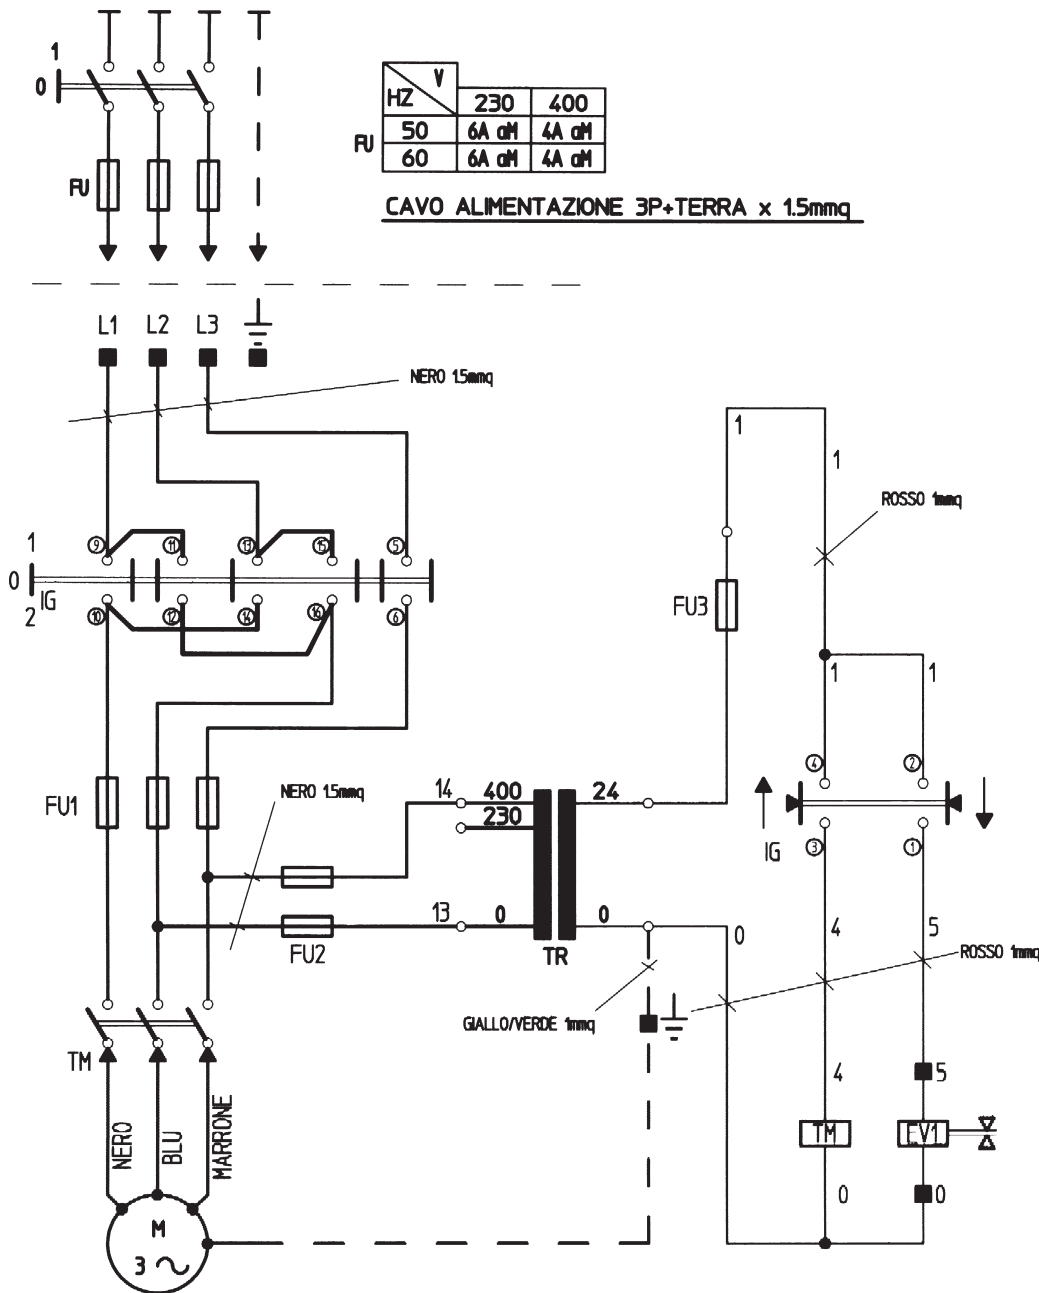 1
0
FU
V
HZ
230 400
FU
50 6A aM 4A aM
60 6A aM 4A aM
CAVO ALIMENTAZIONE 3P+TERRA x 1.5mmq
L1 L2 L3
NERO 1.5mmq
1
1
ROSSO 1mmq
9 11 13 15 5
1
0
IG
2
10 12 14 16 6
FU3
1
1
4 2
FU1
NERO 1.5mmq
14 400 24
230
IG
3 1
13 0 0 0
4 5
FU2
TR
ROSSO 1mmq
GIALLO/VERDE 1mmq
TM
4 5
NERO
BLU
MARRONE
TM EV1
0 0
M
3